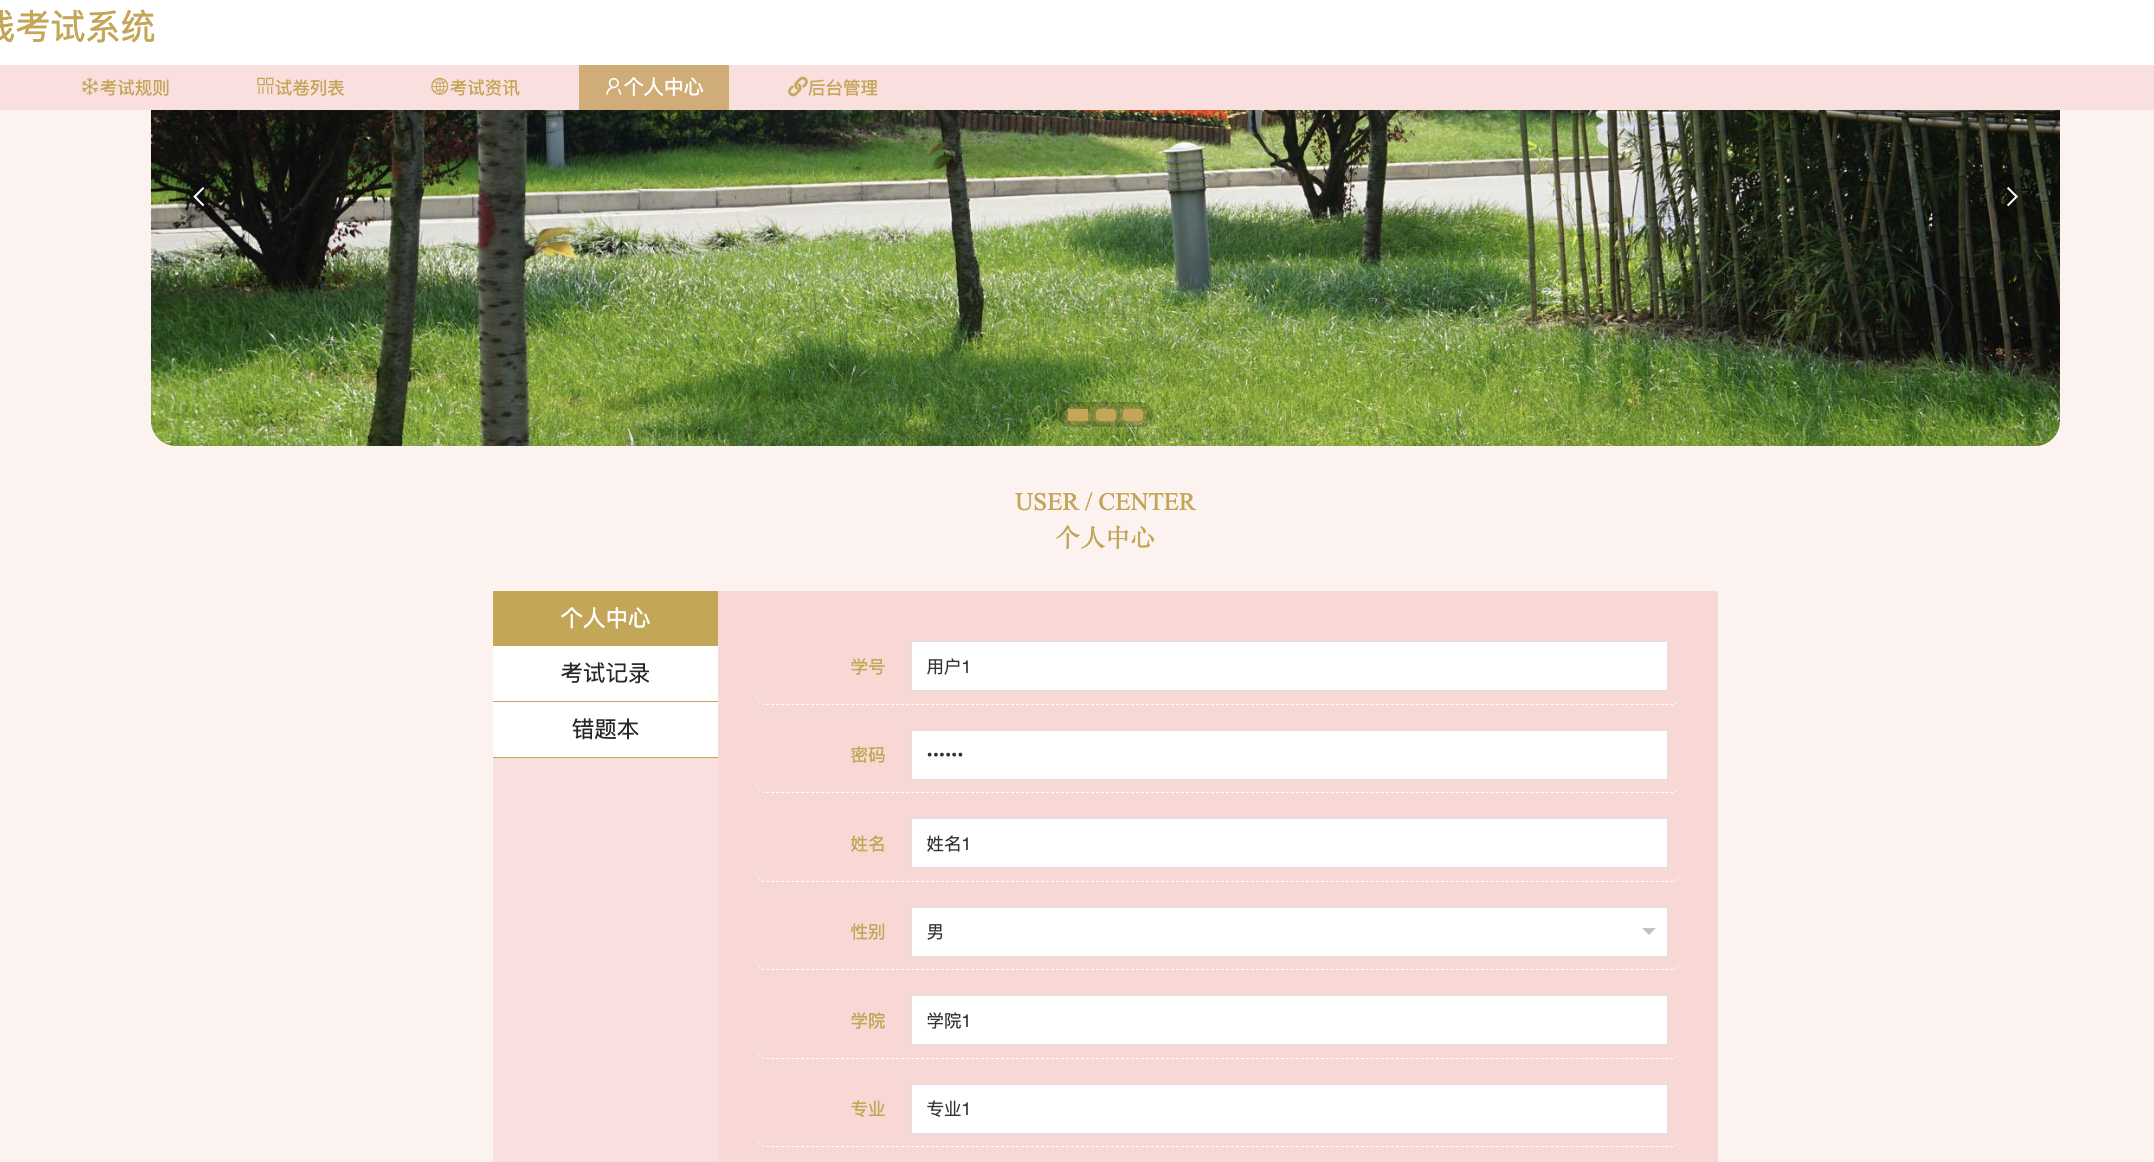 考试系统
考试规则
试卷列表
考试资讯
个人中心
后台管理
USER / CENTER
个人中心
个人中心
考试记录
错题本
学号
用户1
密码
••••••
姓名
姓名1
性别
男
学院
学院1
专业
专业1